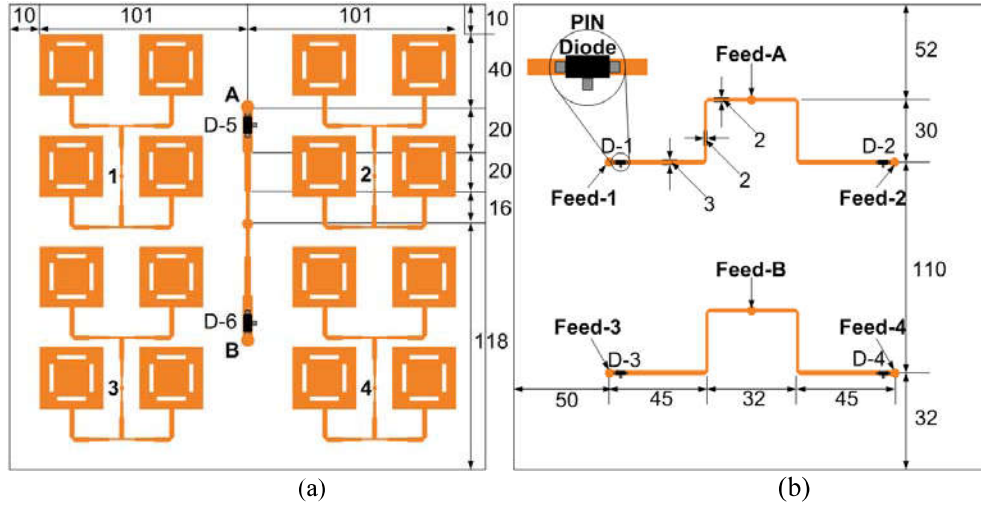 10
101
101
10
40
A
D-5
20
1
2
20
16
D-6
B
118
3
4
(a)
PIN
Diode
Feed-A
52
2
30
D-1
D-2
2
Feed-1
3
Feed-2
Feed-B
110
Feed-3
Feed-4
D-3
D-4
50
45
32
45
32
(b)